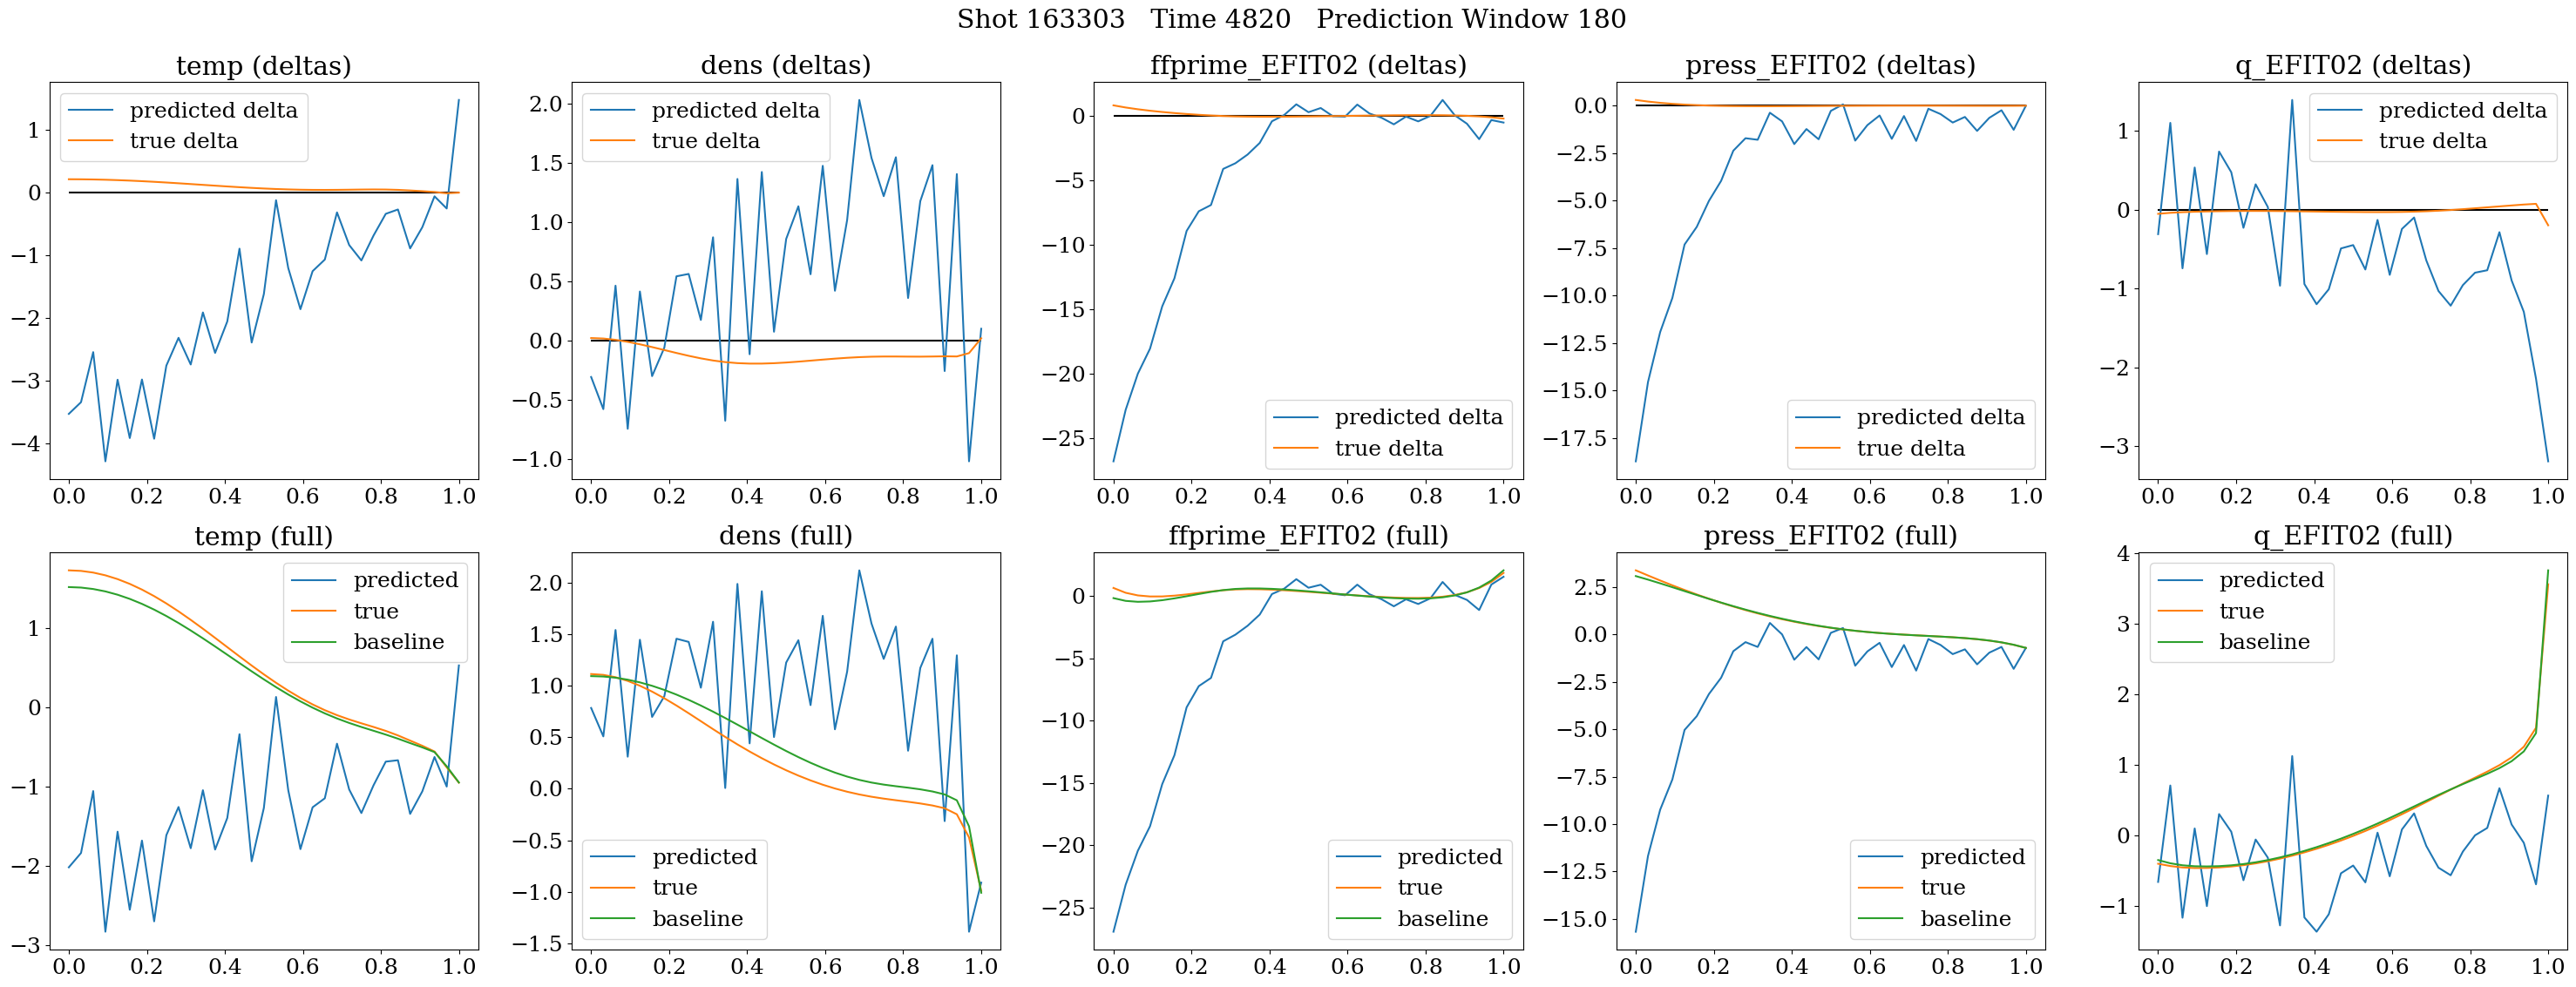 Shot 163303   Time 4820   Prediction Window 180
temp (deltas)
predicted delta
true delta
1
0
−1
−2
−3
−4
0.0 0.2 0.4 0.6 0.8 1.0
dens (deltas)
predicted delta
true delta
2.0
1.5
1.0
0.5
0.0
−0.5
−1.0
0.0 0.2 0.4 0.6 0.8 1.0
ffprime_EFIT02 (deltas)
0
−5
−10
−15
−20
−25
predicted delta
true delta
0.0 0.2 0.4 0.6 0.8 1.0
press_EFIT02 (deltas)
0.0
−2.5
−5.0
−7.5
−10.0
−12.5
−15.0
−17.5
predicted delta
true delta
0.0 0.2 0.4 0.6 0.8 1.0
q_EFIT02 (deltas)
predicted delta
true delta
1
0
−1
−2
−3
0.0 0.2 0.4 0.6 0.8 1.0
temp (full)
predicted
true
baseline
1
0
−1
−2
−3
0.0 0.2 0.4 0.6 0.8 1.0
dens (full)
2.0
1.5
1.0
0.5
0.0
−0.5
−1.0
−1.5
predicted
true
baseline
0.0 0.2 0.4 0.6 0.8 1.0
ffprime_EFIT02 (full)
0
−5
−10
−15
−20
−25
predicted
true
baseline
0.0 0.2 0.4 0.6 0.8 1.0
press_EFIT02 (full)
2.5
0.0
−2.5
−5.0
−7.5
−10.0
−12.5
−15.0
predicted
true
baseline
0.0 0.2 0.4 0.6 0.8 1.0
q_EFIT02 (full)
predicted
true
baseline
4
3
2
1
0
−1
0.0 0.2 0.4 0.6 0.8 1.0